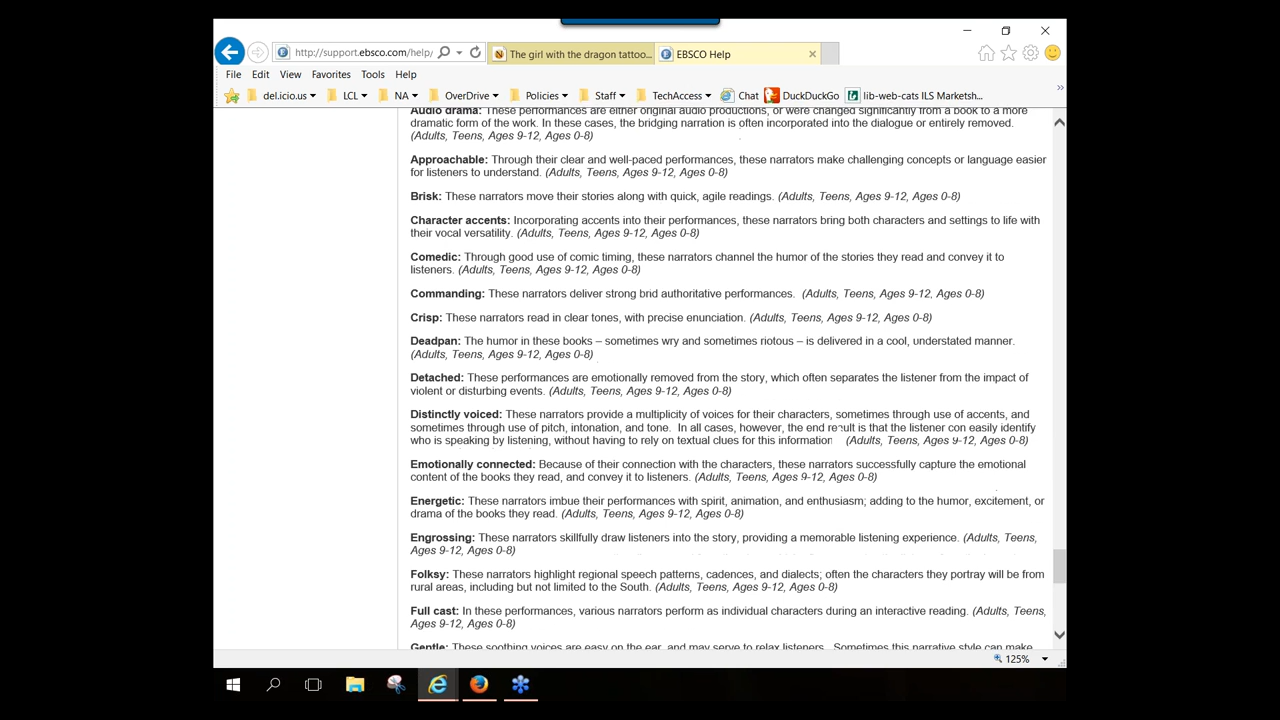 http://support.ebsco.com/help/
The girl with the dragon tattoo...
EBSCO Help
File Edit View Favorites Tools Help
del.icio.us LCL NA OverDrive Policies Staff TechAccess Chat DuckDuckGo lib-web-cats ILS Marketsh...
Audio drama: These performances are either original audio productions, or were changed significantly from a book to a more
dramatic form of the work. In these cases, the bridging narration is often incorporated into the dialogue or entirely removed.
(Adults, Teens, Ages 9-12, Ages 0-8)
Approachable: Through their clear and well-paced performances, these narrators make challenging concepts or language easier
for listeners to understand. (Adults, Teens, Ages 9-12, Ages 0-8)
Brisk: These narrators move their stories along with quick, agile readings. (Adults, Teens, Ages 9-12, Ages 0-8)
Character accents: Incorporating accents into their performances, these narrators bring both characters and settings to life with
their vocal versatility. (Adults, Teens, Ages 9-12, Ages 0-8)
Comedic: Through good use of comic timing, these narrators channel the humor of the stories they read and convey it to
listeners. (Adults, Teens, Ages 9-12, Ages 0-8)
Commanding: These narrators deliver strong bnd authoritative performances. (Adults, Teens, Ages 9-12, Ages 0-8)
Crisp: These narrators read in clear tones, with precise enunciation. (Adults, Teens, Ages 9-12, Ages 0-8)
Deadpan: The humor in these books – sometimes wry and sometimes riotous – is delivered in a cool, understated manner.
(Adults, Teens, Ages 9-12, Ages 0-8)
Detached: These performances are emotionally removed from the story, which often separates the listener from the impact of
violent or disturbing events. (Adults, Teens, Ages 9-12, Ages 0-8)
Distinctly voiced: These narrators provide a multiplicity of voices for their characters, sometimes through use of accents, and
sometimes through use of pitch, intonation, and tone. In all cases, however, the end result is that the listener con easily identify
who is speaking by listening, without having to rely on textual clues for this information (Adults, Teens, Ages 9-12, Ages 0-8)
Emotionally connected: Because of their connection with the characters, these narrators successfully capture the emotional
content of the books they read, and convey it to listeners. (Adults, Teens, Ages 9-12, Ages 0-8)
Energetic: These narrators imbue their performances with spirit, animation, and enthusiasm; adding to the humor, excitement, or
drama of the books they read. (Adults, Teens, Ages 9-12, Ages 0-8)
Engrossing: These narrators skillfully draw listeners into the story, providing a memorable listening experience. (Adults, Teens,
Ages 9-12, Ages 0-8)
Folksy: These narrators highlight regional speech patterns, cadences, and dialects; often the characters they portray will be from
rural areas, including but not limited to the South. (Adults, Teens, Ages 9-12, Ages 0-8)
Full cast: In these performances, various narrators perform as individual characters during an interactive reading. (Adults, Teens,
Ages 9-12, Ages 0-8)
Gentle: These soothing voices are easy on the ear, and may serve to relax listeners. Sometimes this narrative style can make
125%